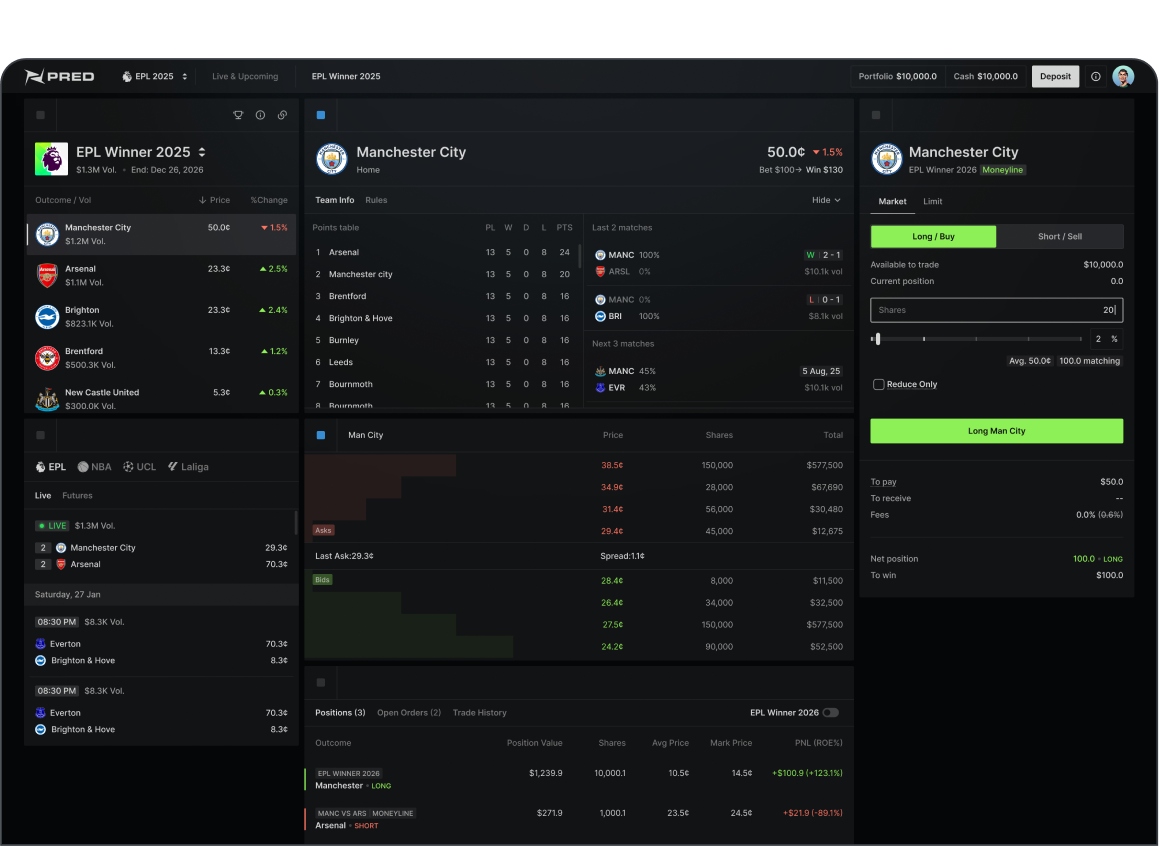 PRED EPL 2025 Live & Upcoming EPL Winner 2025 Portfolio $10,000.0 Cash $10,000.0 Deposit
EPL Winner 2025
$1.3M Vol. • End: Dec 26, 2026
Outcome / Vol Price %Change
Manchester City 50.0¢ 1.5%
$1.2M Vol.
Arsenal 23.3¢ 2.5%
$1.1M Vol.
Brighton 23.3¢ 2.4%
$823.1K Vol.
Brentford 13.3¢ 1.2%
$500.3K Vol.
New Castle United 5.3¢ 0.3%
$300.0K Vol.
EPL NBA UCL Laliga
Live Futures
LIVE $1.3M Vol.
2 Manchester City 29.3¢
2 Arsenal 70.3¢
Saturday, 27 Jan
08:30 PM $8.3K Vol.
Everton 70.3¢
Brighton & Hove 8.3¢
08:30 PM $8.3K Vol.
Everton 70.3¢
Brighton & Hove 8.3¢
Manchester City 50.0¢ 1.5%
Home Bet $100→ Win $130
Team Info Rules Hide
Points table PL W D L PTS
1 Arsenal 13 5 0 8 24
2 Manchester city 13 5 0 8 20
3 Brentford 13 5 0 8 16
4 Brighton & Hove 13 5 0 8 16
5 Burnley 13 5 0 8 16
6 Leeds 13 5 0 8 16
7 Bournmoth 13 5 0 8 16
8 Bournmoth 13 5 0 8 16
Last 2 matches
MANC 100% W 2 - 1
ARSL 0% $10.1k vol
MANC 0% L 0 - 1
BRI 100% $8.1k vol
Next 3 matches
MANC 45% 5 Aug, 25
EVR 43% $10.1k vol
Man City Price Shares Total
38.5¢ 150,000 $577,500
34.9¢ 28,000 $67,690
31.4¢ 56,000 $30,480
Asks 29.4¢ 45,000 $12,675
Last Ask:29.3¢ Spread:1.1¢
Bids 28.4¢ 8,000 $11,500
26.4¢ 34,000 $32,500
27.5¢ 150,000 $577,500
24.2¢ 90,000 $52,500
Positions (3) Open Orders (2) Trade History EPL Winner 2026
Outcome Position Value Shares Avg Price Mark Price PNL (ROE%)
EPL WINNER 2026
Manchester • LONG $1,239.9 10,000.1 10.5¢ 14.5¢ +$100.9 (+123.1%)
MANC VS ARS MONEYLINE
Arsenal • SHORT $271.9 1,000.1 23.5¢ 24.5¢ +$21.9 (-89.1%)
Manchester City
EPL Winner 2026 Moneyline
Market Limit
Long / Buy Short / Sell
Available to trade $10,000.0
Current position 0.0
Shares 20
2 %
Avg. 50.0¢ 100.0 matching
Reduce Only
Long Man City
To pay $50.0
To receive --
Fees 0.0% (0.6%)
Net position 100.0 • LONG
To win $100.0